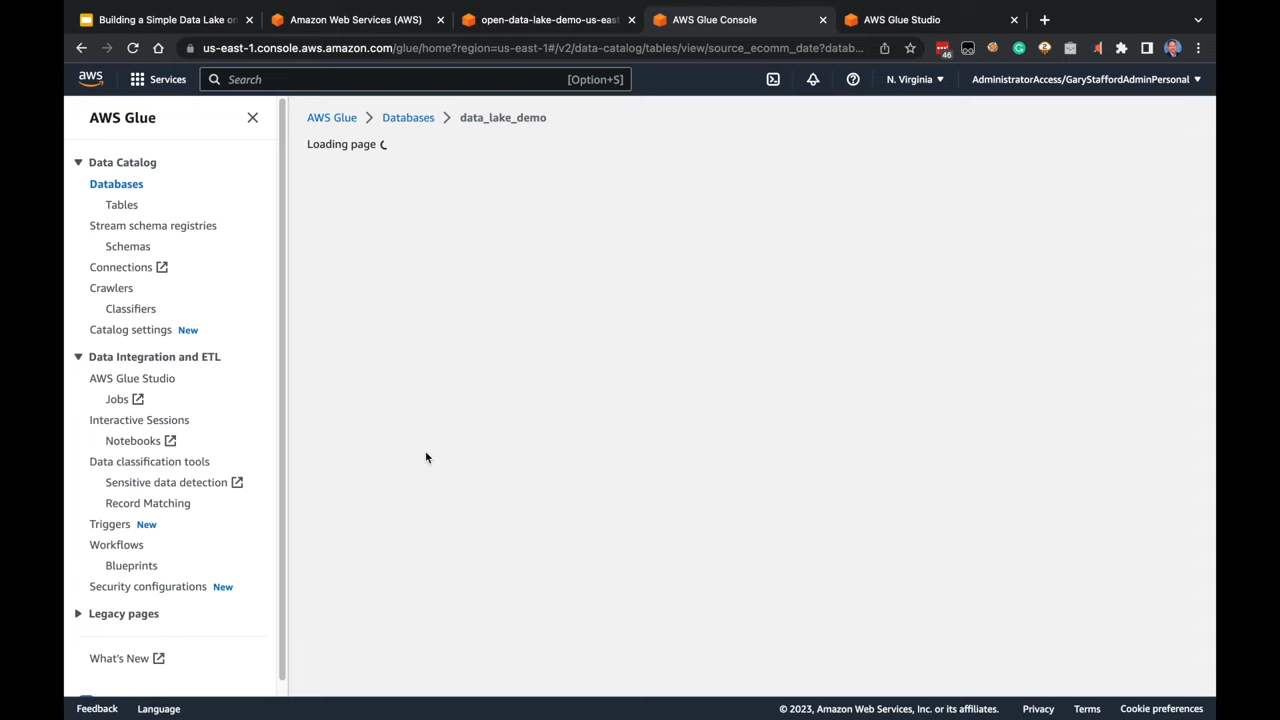 Building a Simple Data Lake on
Amazon Web Services (AWS)
open-data-lake-demo-us-east
AWS Glue Console
AWS Glue Studio
us-east-1.console.aws.amazon.com/glue/home?region=us-east-1#/v2/data-catalog/tables/view/source_ecomm_date?datab...
46
aws
Services
Search
[Option+S]
N. Virginia
AdministratorAccess/GaryStaffordAdminPersonal
AWS Glue
Data Catalog
Databases
Tables
Stream schema registries
Schemas
Connections
Crawlers
Classifiers
Catalog settings New
Data Integration and ETL
AWS Glue Studio
Jobs
Interactive Sessions
Notebooks
Data classification tools
Sensitive data detection
Record Matching
Triggers New
Workflows
Blueprints
Security configurations New
Legacy pages
What's New
AWS Glue > Databases > data_lake_demo
Loading page
Feedback
Language
© 2023, Amazon Web Services, Inc. or its affiliates.
Privacy
Terms
Cookie preferences